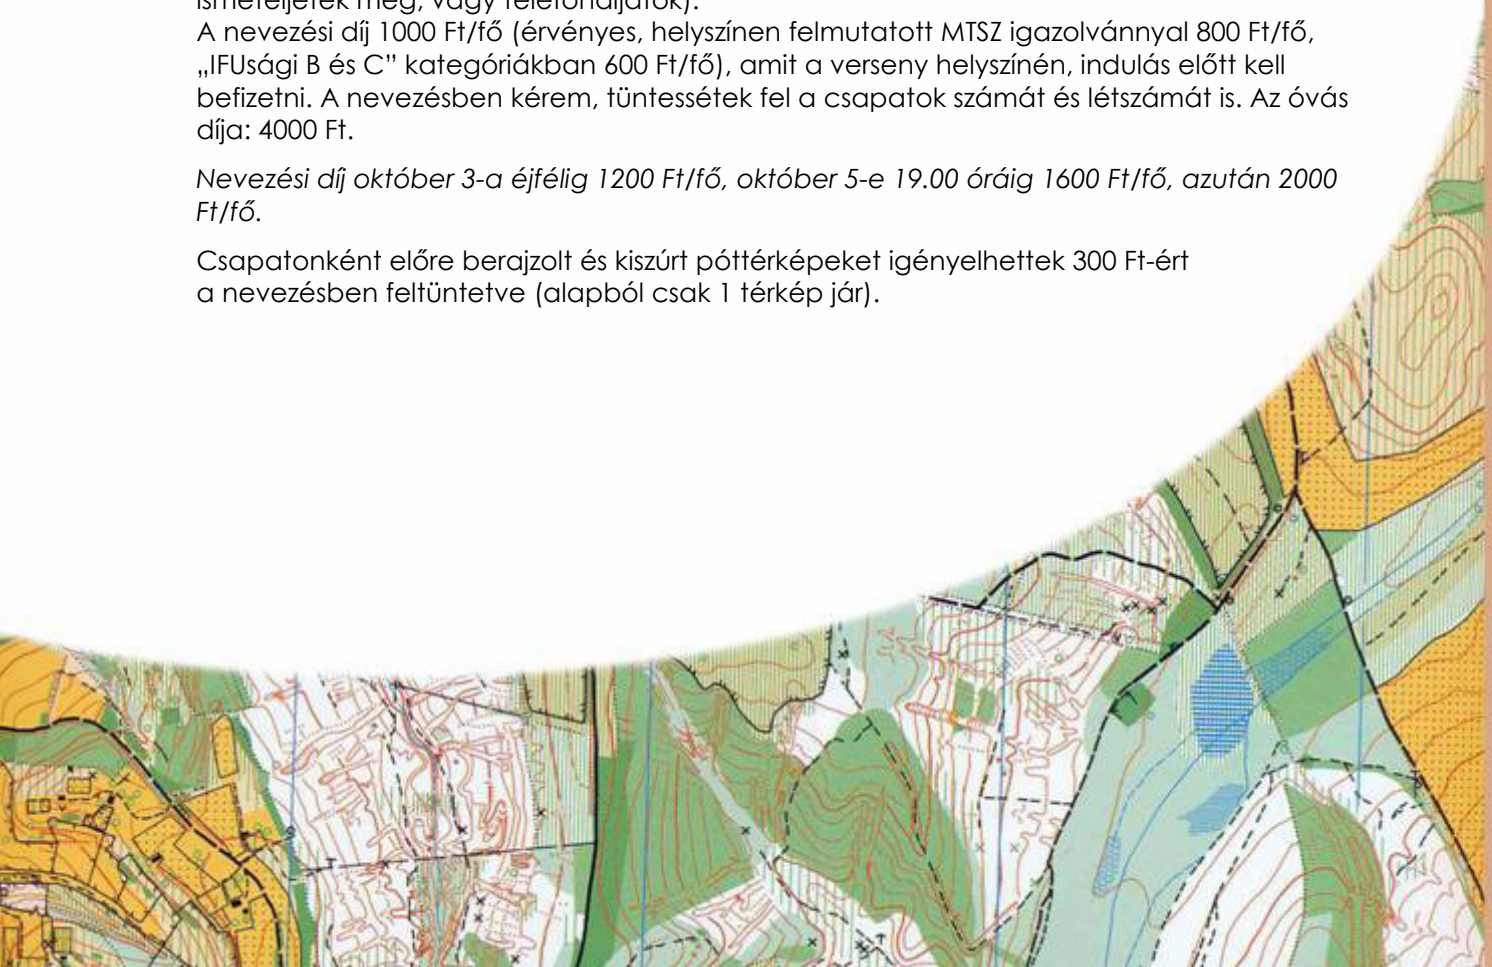 ismételjétek meg, vagy telefonáljatok).
A nevezési díj 1000 Ft/fő (érvényes, helyszínen felmutatott MTSZ igazolvánnyal 800 Ft/fő,
„IFUsági B és C” kategóriákban 600 Ft/fő), amit a verseny helyszínén, indulás előtt kell
befizetni. A nevezésben kérem, tüntessétek fel a csapatok számát és létszámát is. Az óvás
díja: 4000 Ft.
Nevezési díj október 3-a éjfélig 1200 Ft/fő, október 5-e 19.00 óráig 1600 Ft/fő, azután 2000
Ft/fő.
Csapatonként előre berajzolt és kiszúrt póttérképeket igényelhettek 300 Ft-ért
a nevezésben feltüntetve (alapból csak 1 térkép jár).